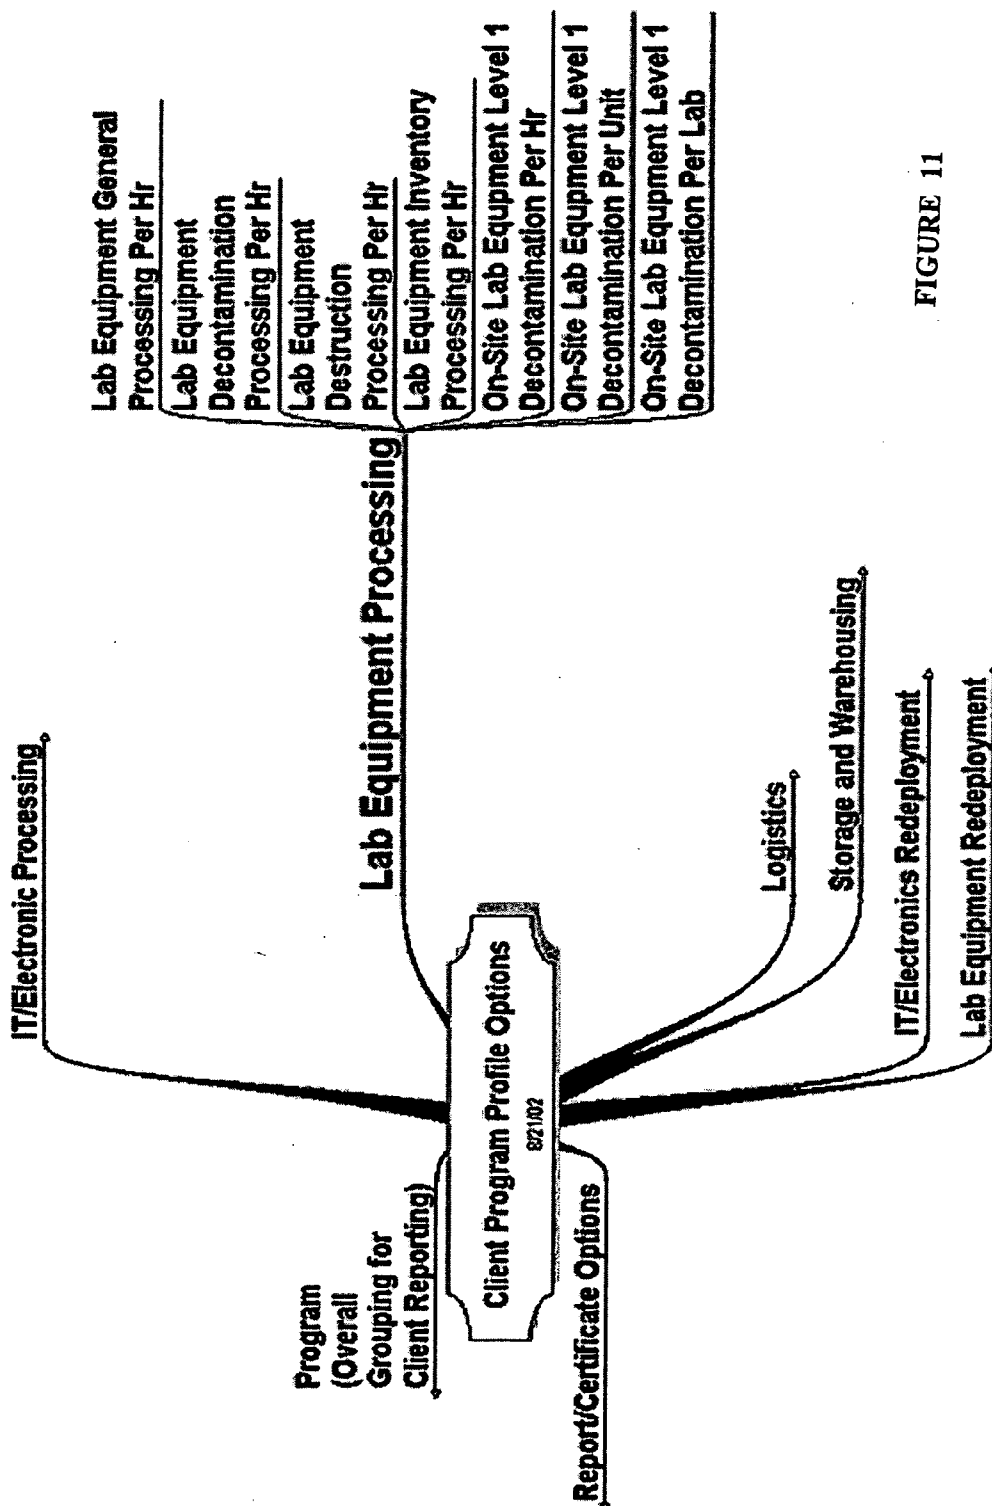 IT/Electronic Processing
Lab Equipment Processing
Lab Equipment General
Processing Per Hr
Lab Equipment
Decontamination
Processing Per Hr
Lab Equipment
Destruction
Processing Per Hr
Lab Equipment Inventory
Processing Per Hr
On-Site Lab Equpment Level 1
Decontamination Per Hr
On-Site Lab Equpment Level 1
Decontamination Per Unit
On-Site Lab Equpment Level 1
Decontamination Per Lab
Program
(Overall
Grouping for
Client Reporting)
Client Program Profile Options
8/21/02
Report/Certificate Options
Logistics
Storage and Warehousing
IT/Electronics Redeployment
Lab Equipment Redeployment
FIGURE 11